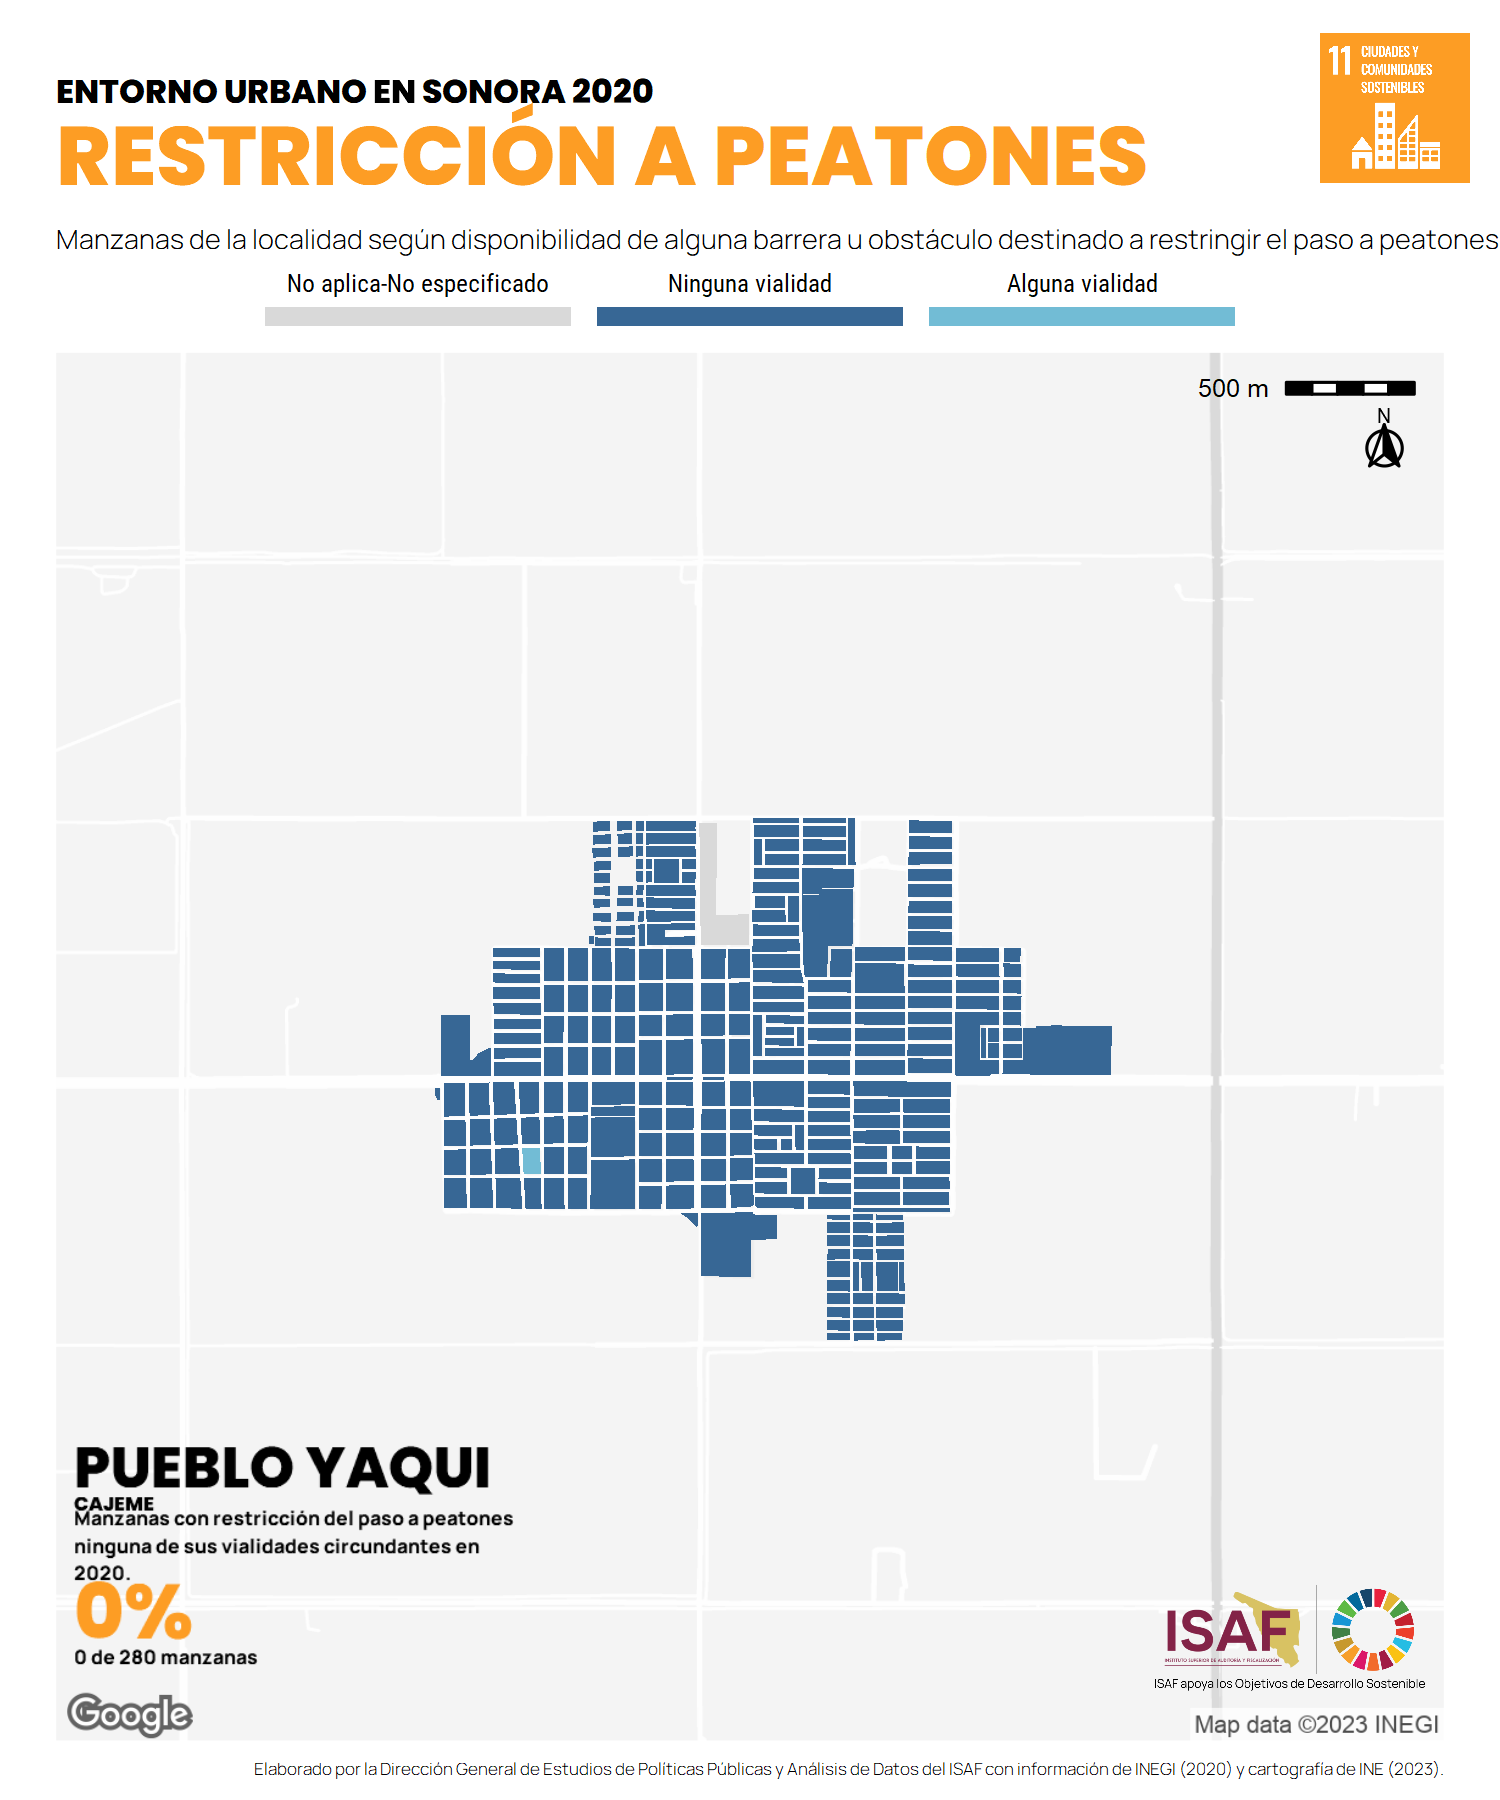 ENTORNO URBANO EN SONORA 2020
RESTRICCIÓN A PEATONES
11 CIUDADES Y
COMUNIDADES
SOSTENIBLES
Manzanas de la localidad según disponibilidad de alguna barrera u obstáculo destinado a restringir el paso a peatones
No aplica-No especificado Ninguna vialidad Alguna vialidad
500 m
N
PUEBLO YAQUI
CAJEME
Manzanas con restricción del paso a peatones
ninguna de sus vialidades circundantes en
2020.
0%
0 de 280 manzanas
ISAF
INSTITUTO SUPERIOR DE AUDITORÍA Y FISCALIZACIÓN
ISAF apoya los Objetivos de Desarrollo Sostenible
Google
Map data ©2023 INEGI
Elaborado por la Dirección General de Estudios de Políticas Públicas y Análisis de Datos del ISAF con información de INEGI (2020) y cartografía de INE (2023).